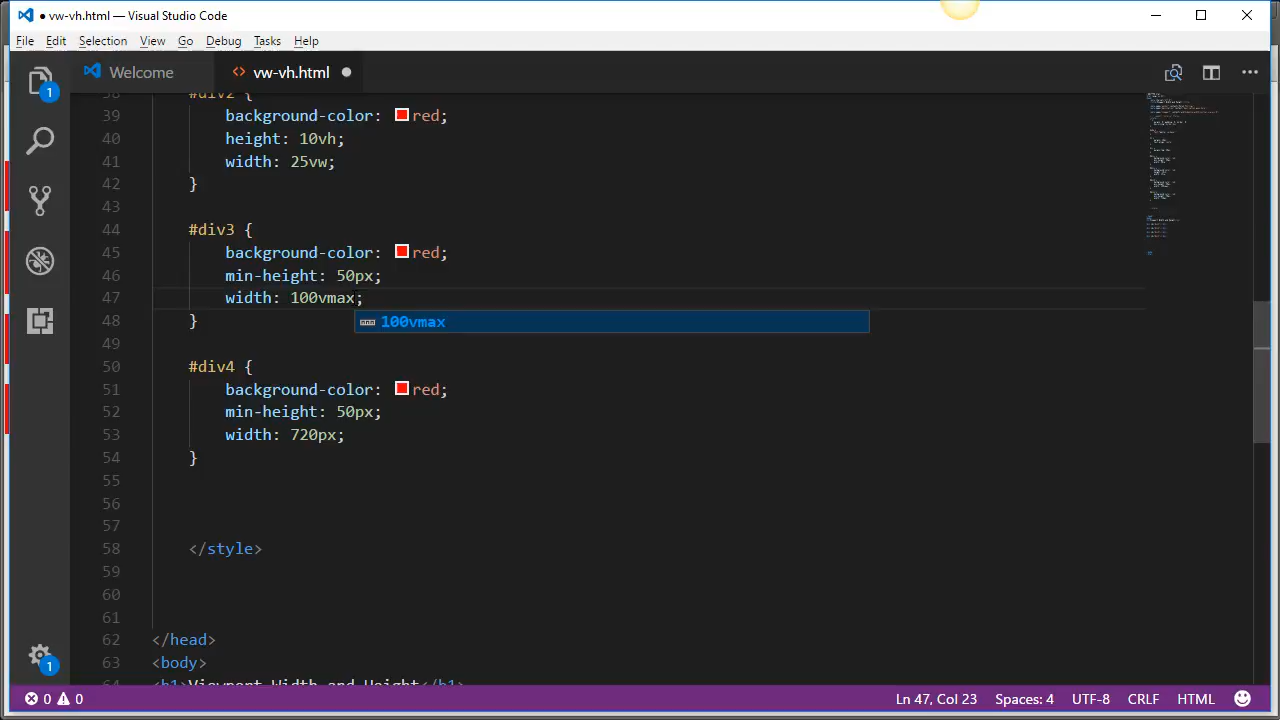 ● vw-vh.html — Visual Studio Code
File Edit Selection View Go Debug Tasks Help
Welcome vw-vh.html ●
38 #div2 {
39 background-color: red;
40 height: 10vh;
41 width: 25vw;
42 }
43
44 #div3 {
45 background-color: red;
46 min-height: 50px;
47 width: 100vmax;
48 }
100vmax
49
50 #div4 {
51 background-color: red;
52 min-height: 50px;
53 width: 720px;
54 }
55
56
57
58 </style>
59
60
61
62 </head>
63 <body>
64 <h1>Viewport Width and Height</h1>
1
1
0 0 Ln 47, Col 23 Spaces: 4 UTF-8 CRLF HTML